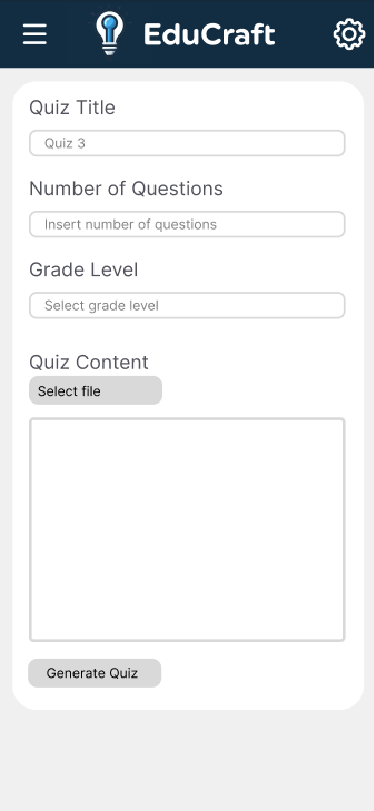 EduCraft
Quiz Title
Quiz 3
Number of Questions
Insert number of questions
Grade Level
Select grade level
Quiz Content
Select file
Generate Quiz